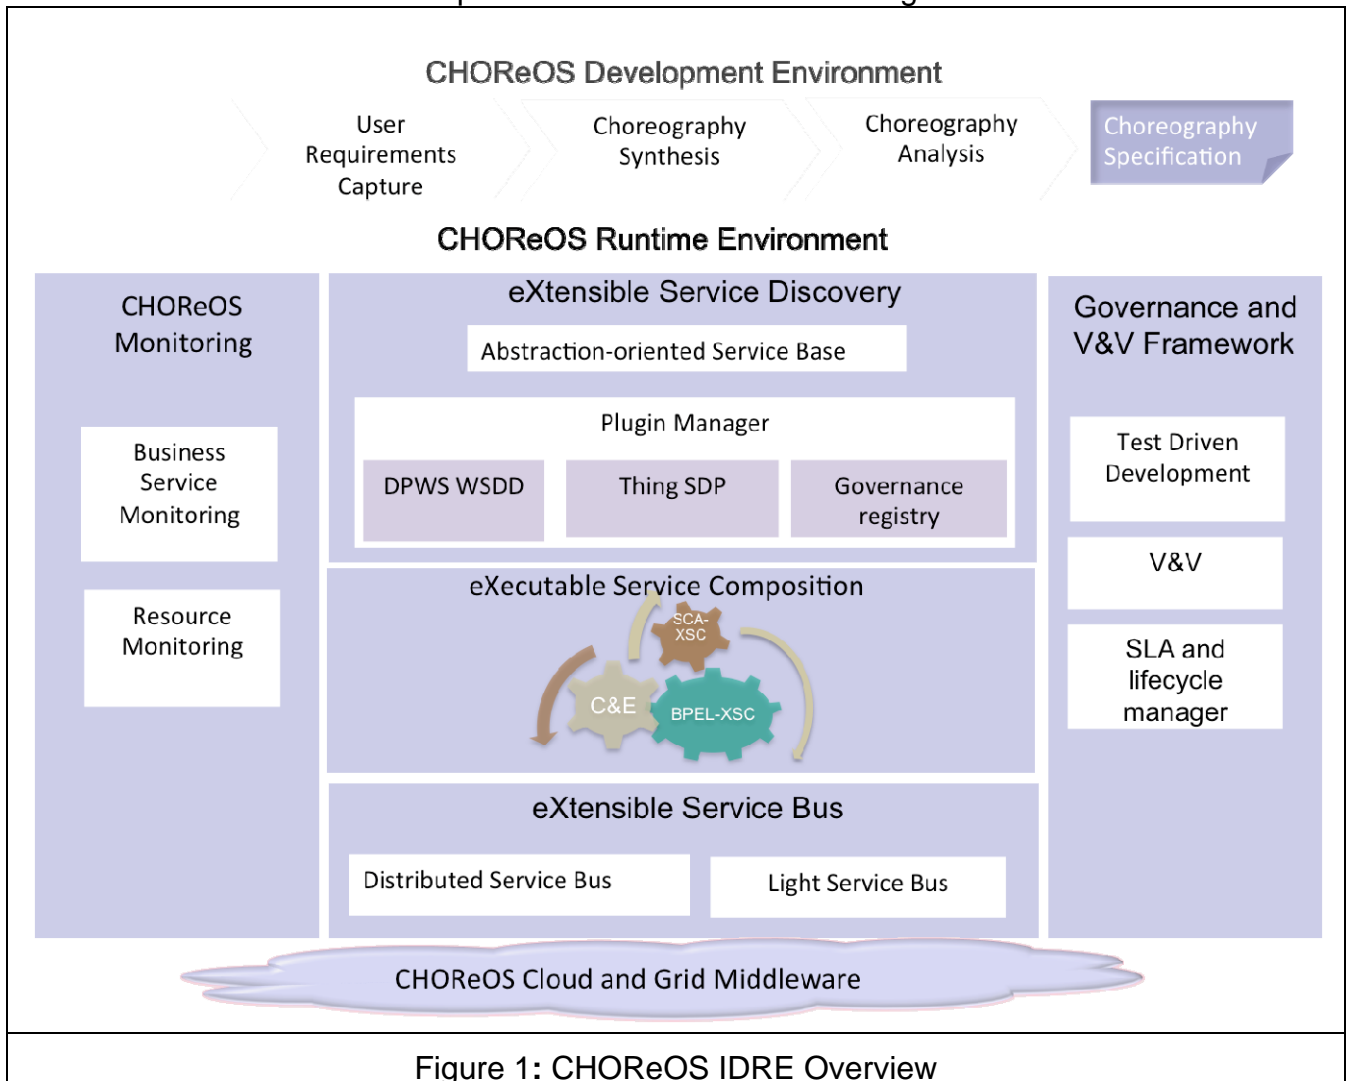 CHOReOS Development Environment
User
Requirements
Capture
Choreography
Synthesis
Choreography
Analysis
Choreography
Specification
CHOReOS Runtime Environment
CHOReOS
Monitoring
Business
Service
Monitoring
Resource
Monitoring
eXtensible Service Discovery
Abstraction-oriented Service Base
Plugin Manager
DPWS WSDD
Thing SDP
Governance
registry
eXecutable Service Composition
SCA-
XSC
C&E
BPEL-XSC
eXtensible Service Bus
Distributed Service Bus
Light Service Bus
Governance and
V&V Framework
Test Driven
Development
V&V
SLA and
lifecycle
manager
CHOReOS Cloud and Grid Middleware
Figure 1: CHOReOS IDRE Overview